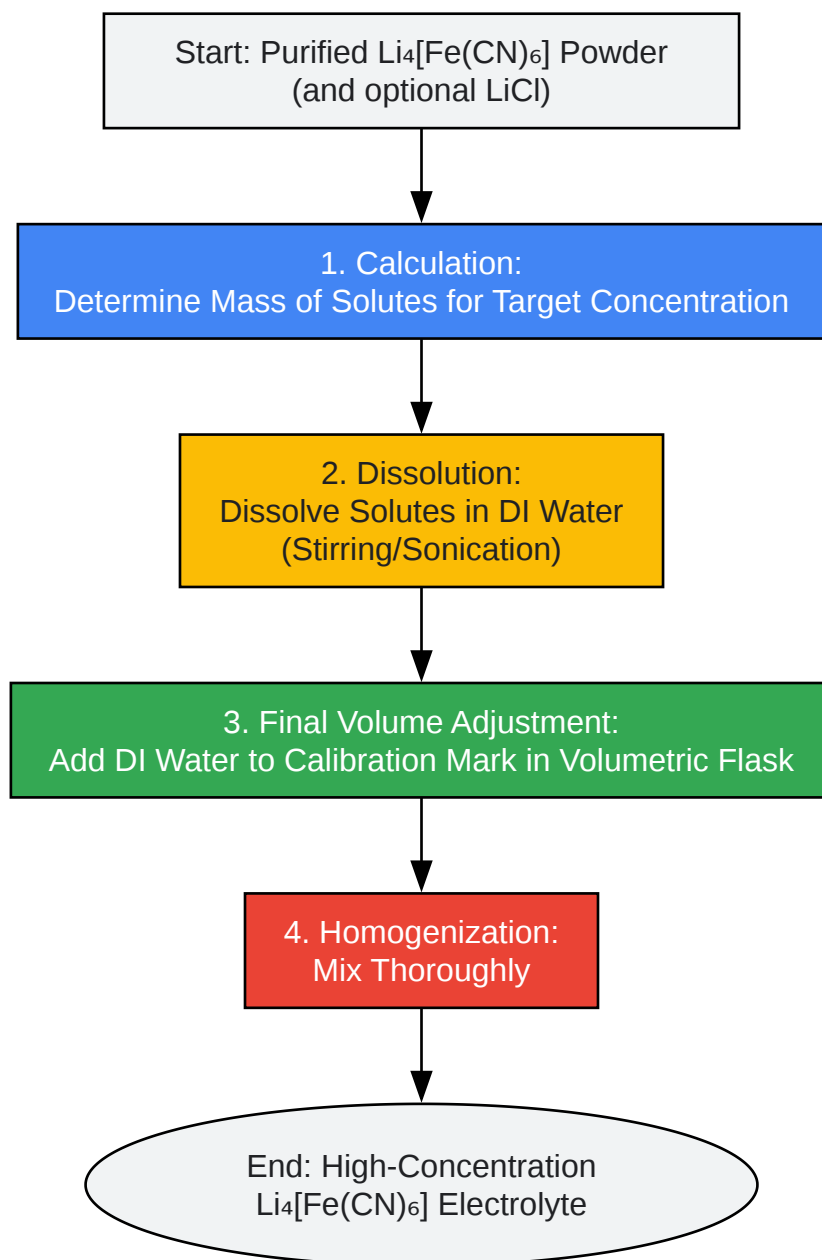 Start: Purified Li₄[Fe(CN)₆] Powder
(and optional LiCl)
1. Calculation:
Determine Mass of Solutes for Target Concentration
2. Dissolution:
Dissolve Solutes in DI Water
(Stirring/Sonication)
3. Final Volume Adjustment:
Add DI Water to Calibration Mark in Volumetric Flask
4. Homogenization:
Mix Thoroughly
End: High-Concentration
Li₄[Fe(CN)₆] Electrolyte